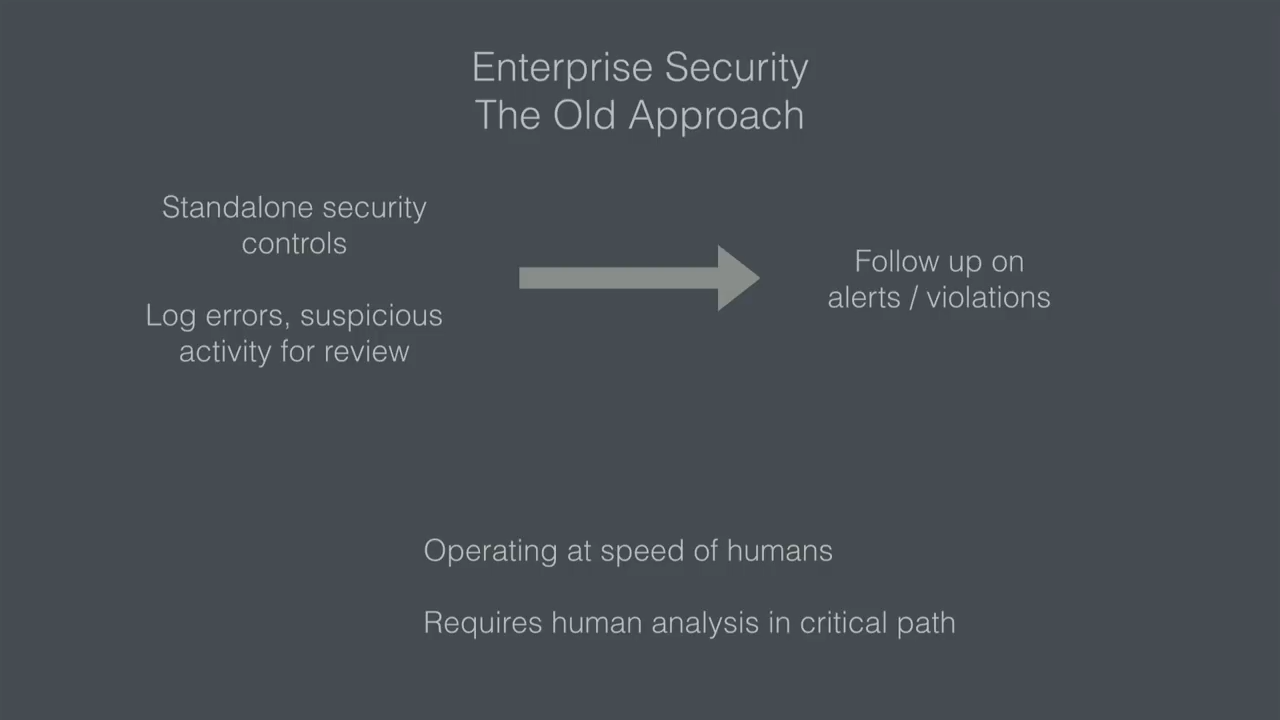 Enterprise Security
The Old Approach
Standalone security
controls
Log errors, suspicious
activity for review
Follow up on
alerts / violations
Operating at speed of humans
Requires human analysis in critical path